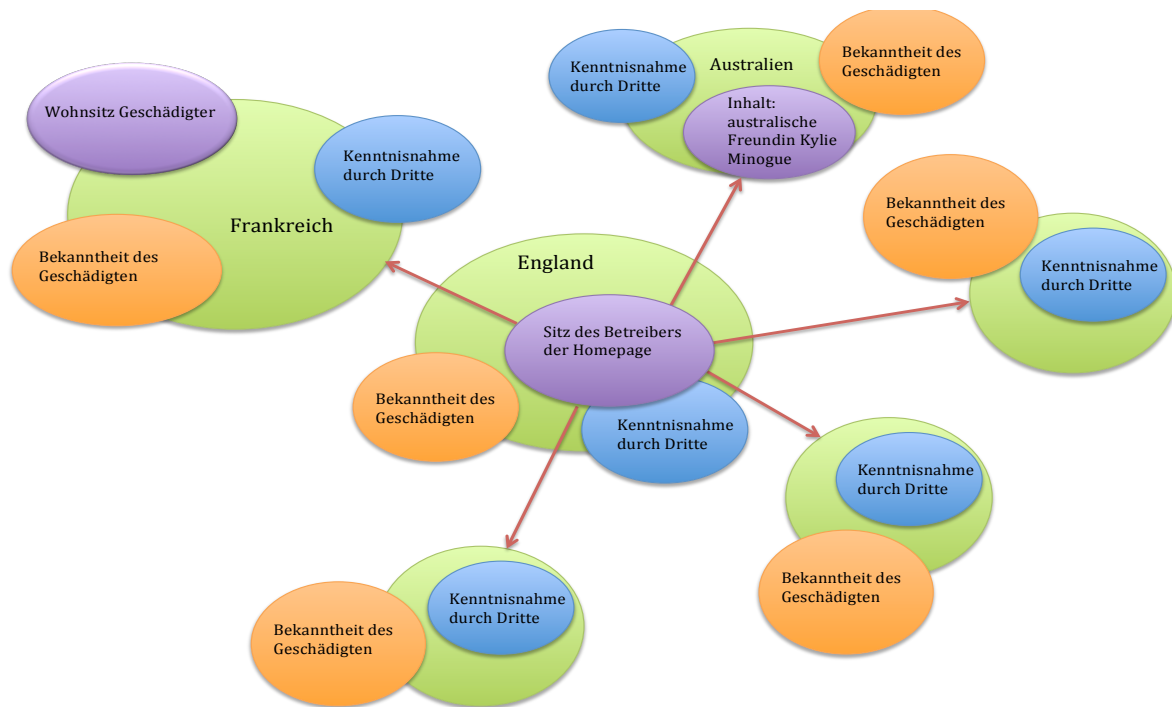 Wohnsitz Geschädigter
Kenntnisnahme
durch Dritte
Frankreich
Bekanntheit des
Geschädigten
Kenntnisnahme
durch Dritte
Australien
Bekanntheit des
Geschädigten
Inhalt:
australische
Freundin Kylie
Minogue
Bekanntheit des
Geschädigten
Kenntnisnahme
durch Dritte
England
Sitz des Betreibers
der Homepage
Bekanntheit des
Geschädigten
Kenntnisnahme
durch Dritte
Kenntnisnahme
durch Dritte
Bekanntheit des
Geschädigten
Kenntnisnahme
durch Dritte
Bekanntheit des
Geschädigten